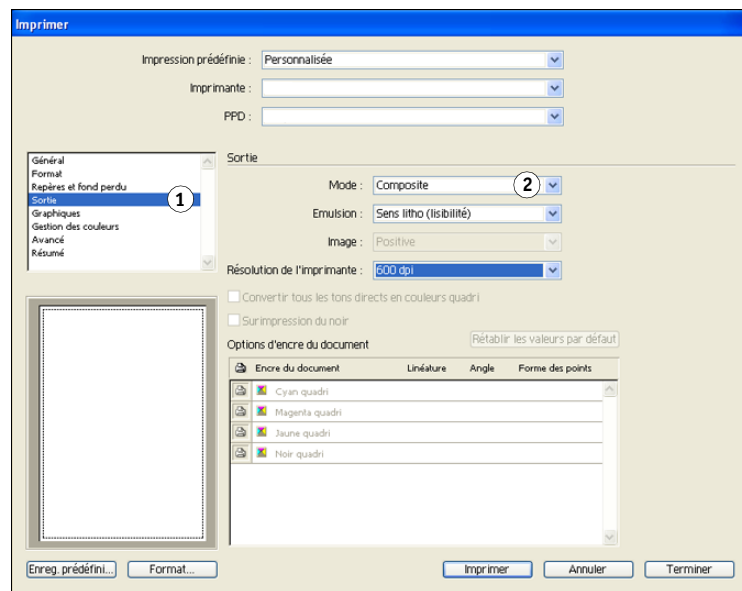 Imprimer
Impression prédéfinie : Personnalisée
Imprimante :
PPD :
Général
Format
Repères et fond perdu
Sortie
Graphiques
Gestion des couleurs
Avancé
Résumé
1
Sortie
Mode : Composite
2
Emulsion : Sens litho (lisibilité)
Image : Positive
Résolution de l'imprimante : 600 dpi
Convertir tous les tons directs en couleurs quadri
Surimpression du noir
Rétablir les valeurs par défaut
Options d'encre du document
Encre du document Linéature Angle Forme des points
Cyan quadri
Magenta quadri
Jaune quadri
Noir quadri
Enreg. prédéfini... Format... Imprimer Annuler Terminer